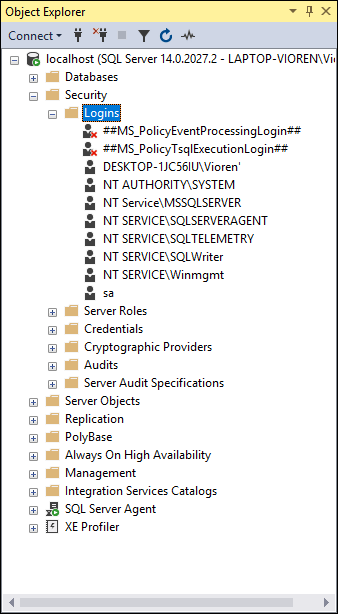 Object Explorer
Connect
localhost (SQL Server 14.0.2027.2 - LAPTOP-VIOREN\Vio
Databases
Security
Logins
##MS_PolicyEventProcessingLogin##
##MS_PolicyTsqlExecutionLogin##
DESKTOP-1JC56IU\Vioren'
NT AUTHORITY\SYSTEM
NT Service\MSSQLSERVER
NT SERVICE\SQLSERVERAGENT
NT SERVICE\SQLTELEMETRY
NT SERVICE\SQLWriter
NT SERVICE\Winmgmt
sa
Server Roles
Credentials
Cryptographic Providers
Audits
Server Audit Specifications
Server Objects
Replication
PolyBase
Always On High Availability
Management
Integration Services Catalogs
SQL Server Agent
XE Profiler